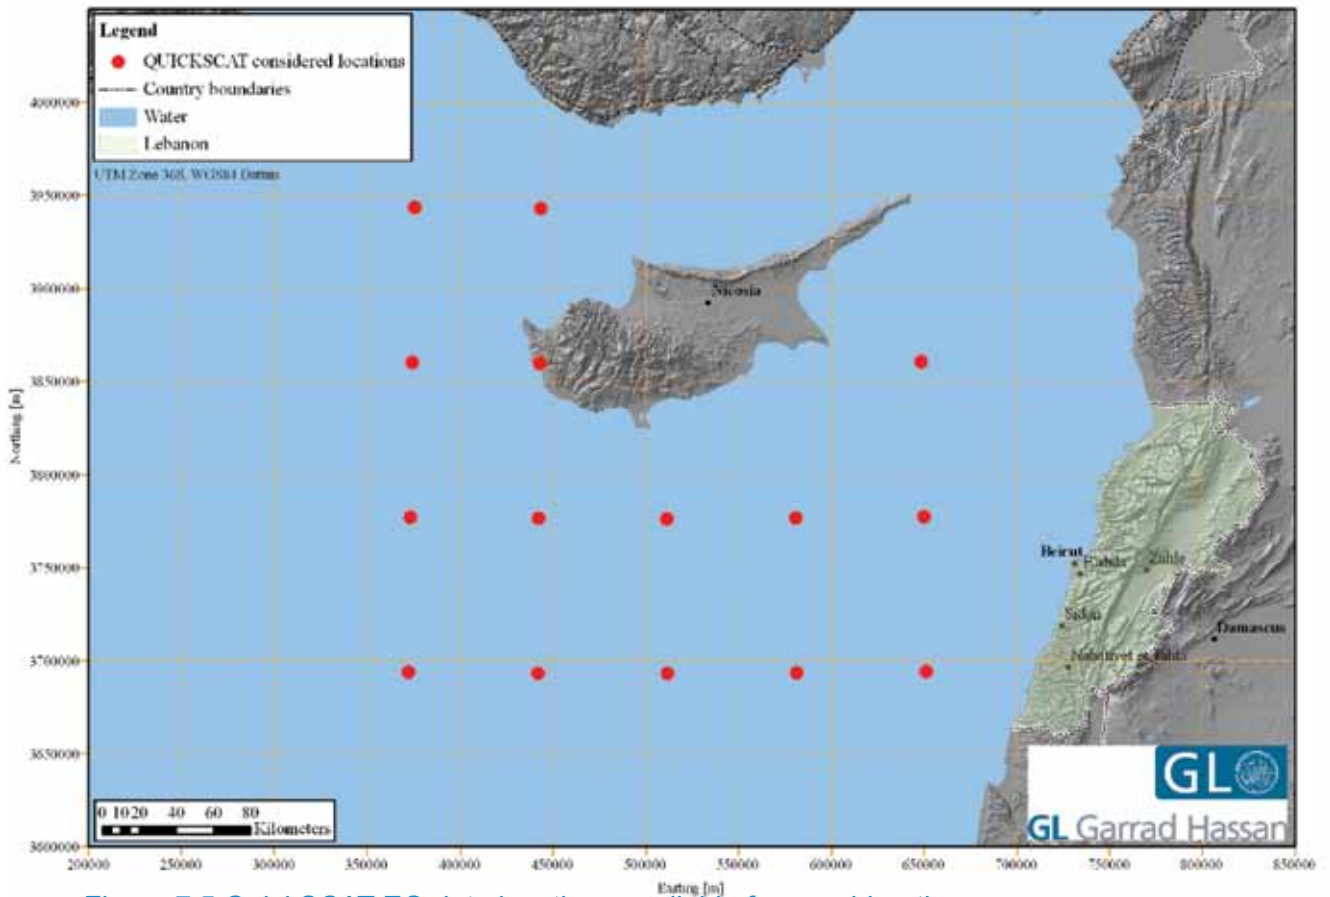 Legend
QUICKSCAT considered locations
Country boundaries
Water
Lebanon
UTM Zone 36S, WGS84 Datum
4000000
3950000
3900000
3850000
3800000
3750000
3700000
3650000
3600000
Northing [m]
Nicosia
Beirut
Zahle
Sidon
Damascus
GL
GL Garrad Hassan
0 10 20 40 60 80
Kilometers
200000 250000 300000 350000 400000 450000 500000 550000 600000 650000 700000 750000 800000 850000
Easting [m]